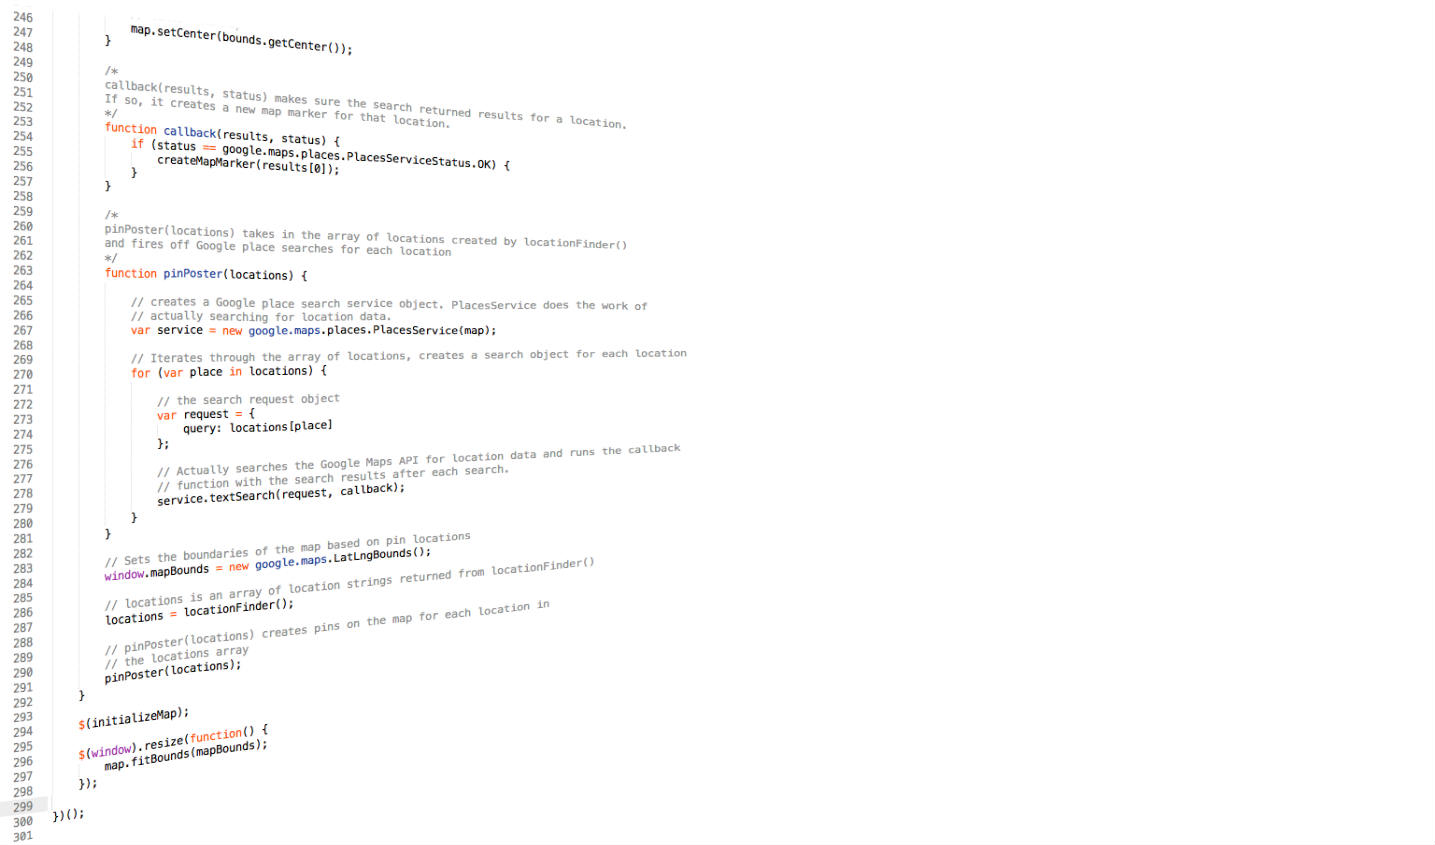 246
247
248
249
250
251
252
253
254
255
256
257
258
259
260
261
262
263
264
265
266
267
268
269
270
271
272
273
274
275
276
277
278
279
280
281
282
283
284
285
286
287
288
289
290
291
292
293
294
295
296
297
298
299
300
301
map.setCenter(bounds.getCenter());
}
/*
callback(results, status) makes sure the search returned results for a location.
If so, it creates a new map marker for that location.
*/
function callback(results, status) {
if (status == google.maps.places.PlacesServiceStatus.OK) {
createMapMarker(results[0]);
}
}
/*
pinPoster(locations) takes in the array of locations created by locationFinder()
and fires off Google place searches for each location
*/
function pinPoster(locations) {
// creates a Google place search service object. PlacesService does the work of
// actually searching for location data.
var service = new google.maps.places.PlacesService(map);
// Iterates through the array of locations, creates a search object for each location
for (var place in locations) {
// the search request object
var request = {
query: locations[place]
};
// Actually searches the Google Maps API for location data and runs the callback
// function with the search results after each search.
service.textSearch(request, callback);
}
}
// Sets the boundaries of the map based on pin locations
window.mapBounds = new google.maps.LatLngBounds();
// locations is an array of location strings returned from locationFinder()
locations = locationFinder();
// pinPoster(locations) creates pins on the map for each location in
// the locations array
pinPoster(locations);
}
$(initializeMap);
$(window).resize(function() {
map.fitBounds(mapBounds);
});
})();